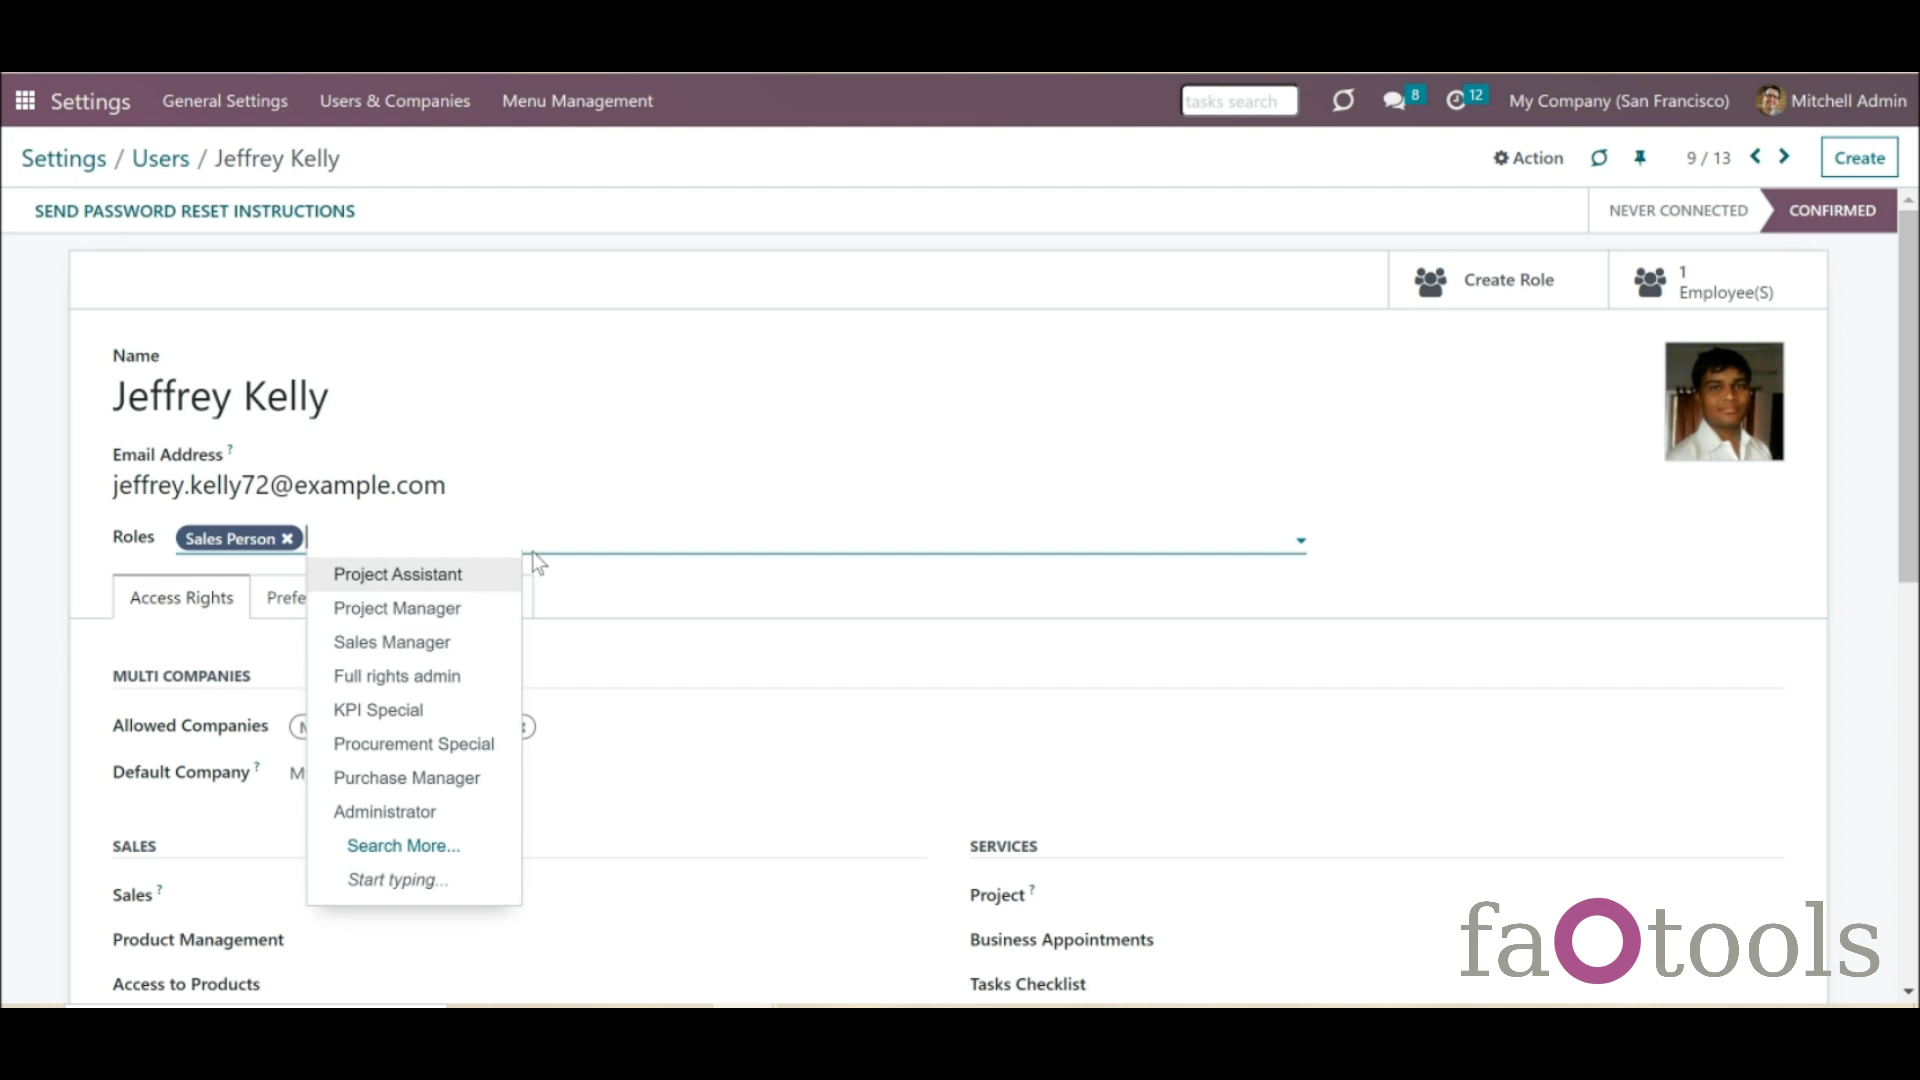 Settings General Settings Users & Companies Menu Management tasks search 8 12 My Company (San Francisco) Mitchell Admin
Settings / Users / Jeffrey Kelly Action 9 / 13 Create
SEND PASSWORD RESET INSTRUCTIONS NEVER CONNECTED CONFIRMED
Create Role 1 Employee(S)
Name
Jeffrey Kelly
Email Address ?
jeffrey.kelly72@example.com
Roles Sales Person ×
Project Assistant
Project Manager
Sales Manager
Full rights admin
KPI Special
Procurement Special
Purchase Manager
Administrator
Search More...
Start typing...
Access Rights Prefe
MULTI COMPANIES
Allowed Companies
Default Company ? M
SALES
Sales ?
Product Management
Access to Products
SERVICES
Project ?
Business Appointments
Tasks Checklist
faOtools